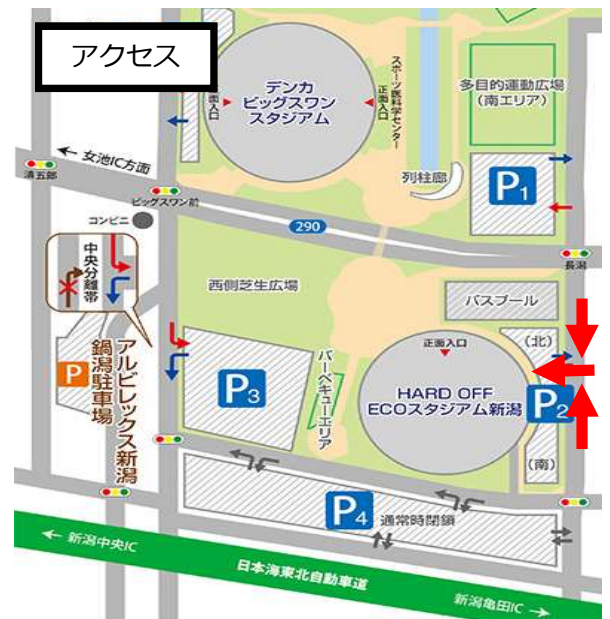 アクセス
デンカ
ビッグスワン
スタジアム
正面入口
正面入口
スポーツ医科学センター
多目的運動広場
(南エリア)
← 女池IC方面
清五郎
ビッグスワン前
コンビニ
列柱廊
P1
290
長潟
中央分離帯
西側芝生広場
バスプール
正面入口
(北)
HARD OFF
ECOスタジアム新潟
P2
(南)
P
アルビレックス新潟
鍋潟駐車場
P3
バーベキューエリア
P4
通常時閉鎖
← 新潟中央IC
日本海東北自動車道
新潟亀田IC →